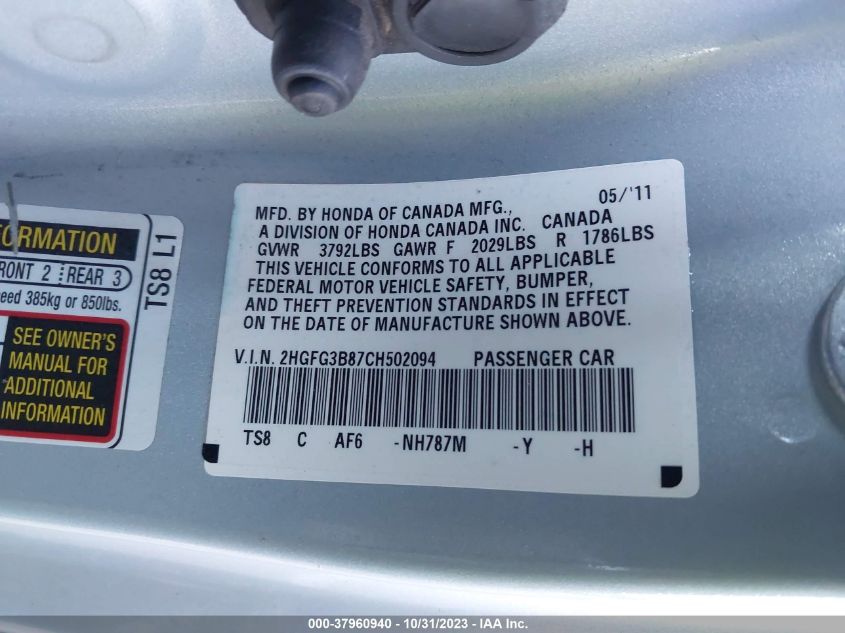 MFD. BY HONDA OF CANADA MFG., 05/'11
A DIVISION OF HONDA CANADA INC. CANADA
GVWR 3792LBS GAWR F 2029LBS R 1786LBS
THIS VEHICLE CONFORMS TO ALL APPLICABLE
FEDERAL MOTOR VEHICLE SAFETY, BUMPER,
AND THEFT PREVENTION STANDARDS IN EFFECT
ON THE DATE OF MANUFACTURE SHOWN ABOVE.
V.I.N. 2HGFG3B87CH502094 PASSENGER CAR
TS8 C AF6 -NH787M -Y -H
ORMATION
RONT 2 REAR 3
eed 385kg or 850lbs.
SEE OWNER'S
MANUAL FOR
ADDITIONAL
INFORMATION
TS8 L1
000-37960940 - 10/31/2023 - IAA Inc.